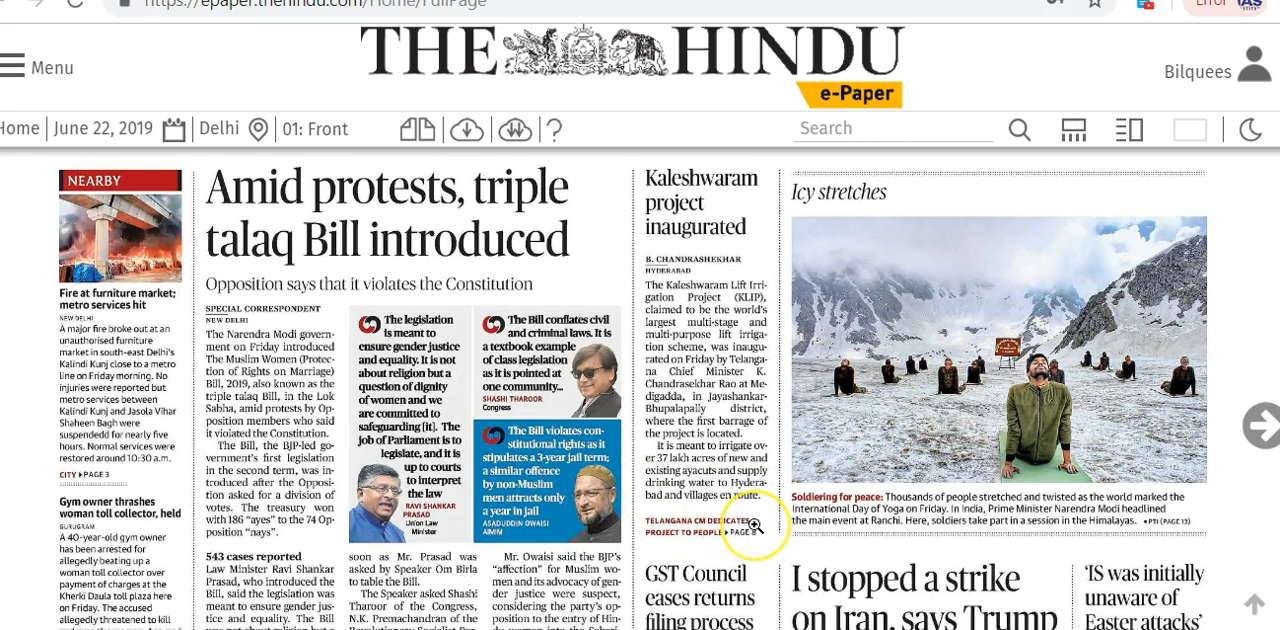 https://epaper.thehindu.com/Home/FullPage
Error
IAS
THE HINDU
e-Paper
Menu
Bilquees
Home
June 22, 2019
Delhi
01: Front
?
Search
NEARBY
Fire at furniture market;
metro services hit
NEW DELHI
A major fire broke out at an
unauthorised furniture
market in south-east Delhi's
Kalindi Kunj close to a metro
line on Friday morning. No
injuries were reported but
metro services between
Kalindi Kunj and Jasola Vihar
Shaheen Bagh were
suspendedd for nearly five
hours. Normal services were
restored around 10:30 a.m.
CITY ▸ PAGE 3
Gym owner thrashes
woman toll collector, held
GURUGRAM
A 40-year-old gym owner
has been arrested for
allegedly beating up a
woman toll collector over
payment of charges at the
Kherki Daula toll plaza here
on Friday. The accused
allegedly threatened to kill
Amid protests, triple
talaq Bill introduced
Opposition says that it violates the Constitution
SPECIAL CORRESPONDENT
NEW DELHI
The Narendra Modi govern-
ment on Friday introduced
The Muslim Women (Protec-
tion of Rights on Marriage)
Bill, 2019, also known as the
triple talaq Bill, in the Lok
Sabha, amid protests by Op-
position members who said
it violated the Constitution.
The Bill, the BJP-led go-
vernment's first legislation
in the second term, was in-
troduced after the Opposi-
tion asked for a division of
votes. The treasury won
with 186 “ayes” to the 74 Op-
position “nays”.
543 cases reported
Law Minister Ravi Shankar
Prasad, who introduced the
Bill, said the legislation was
meant to ensure gender jus-
tice and equality. The Bill
The legislation
is meant to
ensure gender justice
and equality. It is not
about religion but a
question of dignity
of women and we
are committed to
safeguarding [it]. The
job of Parliament is to
legislate, and it is
up to courts
to interpret
the law
RAVI SHANKAR
PRASAD
Union Law
Minister
The Bill conflates civil
and criminal laws. It is
a textbook example
of class legislation
as it is pointed at
one community...
SHASHI THAROOR
Congress
The Bill violates con-
stitutional rights as it
stipulates a 3-year jail term;
a similar offence
by non-Muslim
men attracts only
a year in jail
ASADUDDIN OWAISI
AIMIM
soon as Mr. Prasad was
asked by Speaker Om Birla
to table the Bill.
The Speaker asked Shashi
Tharoor of the Congress,
N.K. Premachandran of the
Revolutionary Socialist Par-
Mr. Owaisi said the BJP's
“affection” for Muslim wo-
men and its advocacy of gen-
der justice were suspect,
considering the party's op-
position to the entry of Hin-
Kaleshwaram
project
inaugurated
B. CHANDRASHEKHAR
HYDERABAD
The Kaleshwaram Lift Irri-
gation Project (KLIP),
claimed to be the world's
largest multi-stage and
multi-purpose lift irriga-
tion scheme, was inaugu-
rated on Friday by Telanga-
na Chief Minister K.
Chandrasekhar Rao at Me-
digadda, in Jayashankar-
Bhupalapally district,
where the first barrage of
the project is located.
It is meant to irrigate ov-
er 37 lakh acres of new and
existing ayacuts and supply
drinking water to Hydera-
bad and villages en route.
TELANGANA CM DEDICATES
PROJECT TO PEOPLE ▸ PAGE 8
GST Council
eases returns
filing process
Icy stretches
Soldiering for peace: Thousands of people stretched and twisted as the world marked the
International Day of Yoga on Friday. In India, Prime Minister Narendra Modi headlined
the main event at Ranchi. Here, soldiers take part in a session in the Himalayas. ▪ PTI (PAGE 13)
I stopped a strike
on Iran, says Trump
‘IS was initially
unaware of
Easter attacks’